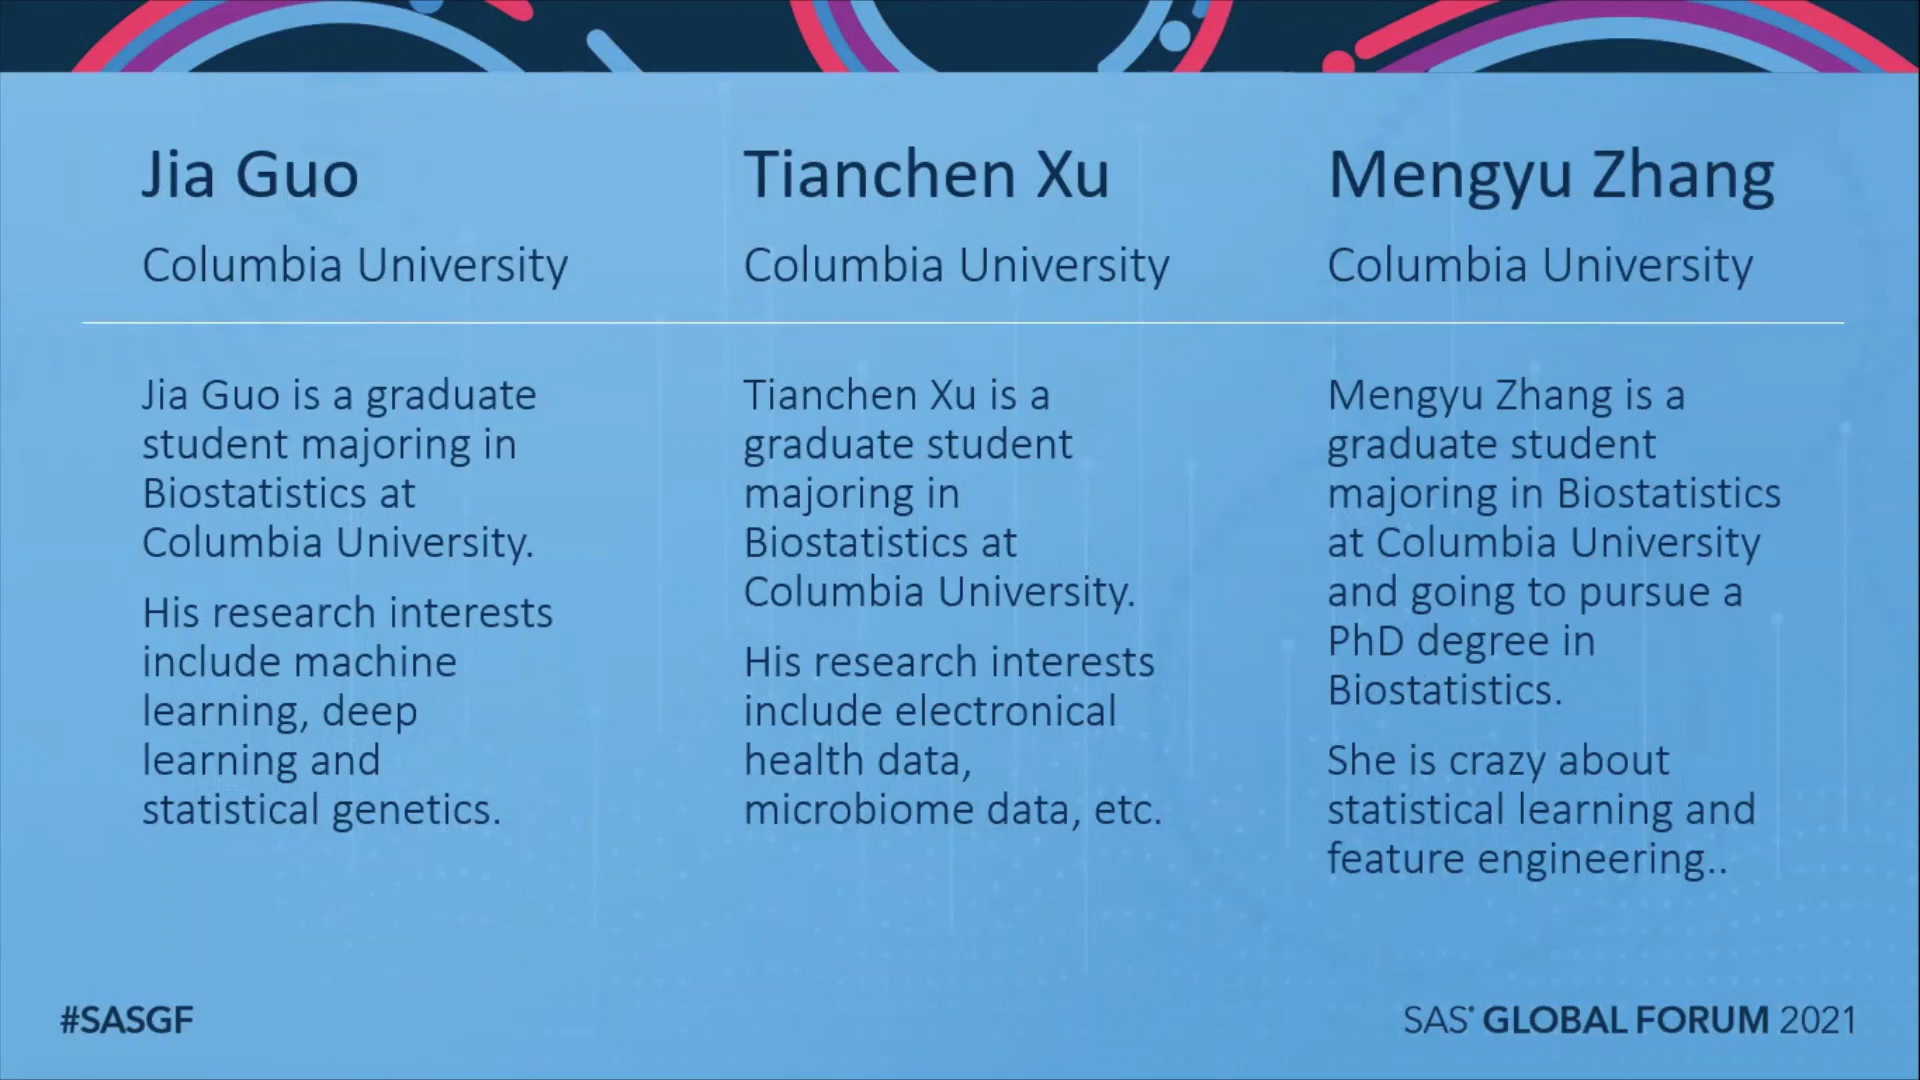 Jia Guo
Columbia University
Jia Guo is a graduate
student majoring in
Biostatistics at
Columbia University.
His research interests
include machine
learning, deep
learning and
statistical genetics.
Tianchen Xu
Columbia University
Tianchen Xu is a
graduate student
majoring in
Biostatistics at
Columbia University.
His research interests
include electronical
health data,
microbiome data, etc.
Mengyu Zhang
Columbia University
Mengyu Zhang is a
graduate student
majoring in Biostatistics
at Columbia University
and going to pursue a
PhD degree in
Biostatistics.
She is crazy about
statistical learning and
feature engineering..
#SASGF
SAS® GLOBAL FORUM 2021